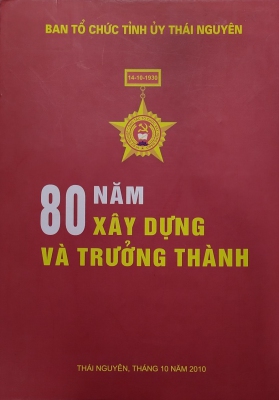 BAN TỔ CHỨC TỈNH ỦY THÁI NGUYÊN
14-10-1930
80 NĂM
XÂY DỰNG
VÀ TRƯỞNG THÀNH
THÁI NGUYÊN, THÁNG 10 NĂM 2010